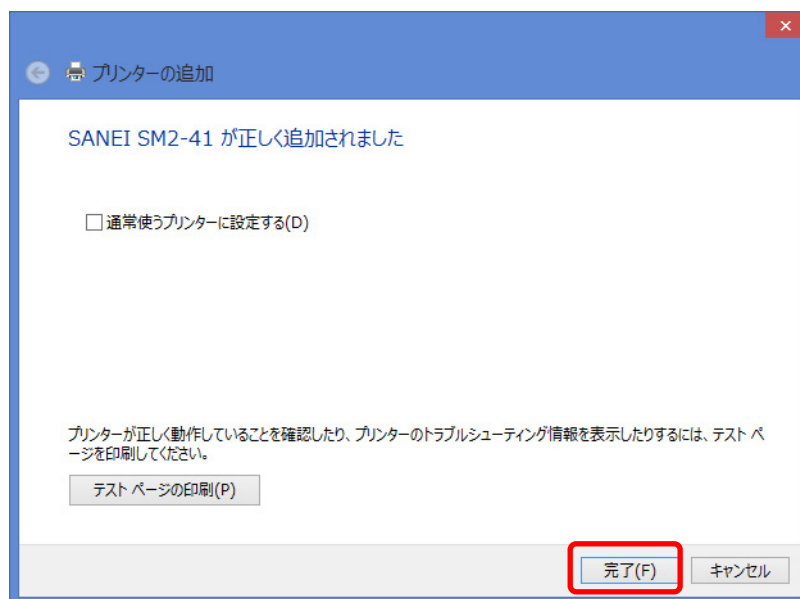 プリンターの追加
SANEI SM2-41 が正しく追加されました
通常使うプリンターに設定する(D)
プリンターが正しく動作していることを確認したり、プリンターのトラブルシューティング情報を表示したりするには、テスト ペ
ージを印刷してください。
テスト ページの印刷(P)
完了(F)
キャンセル